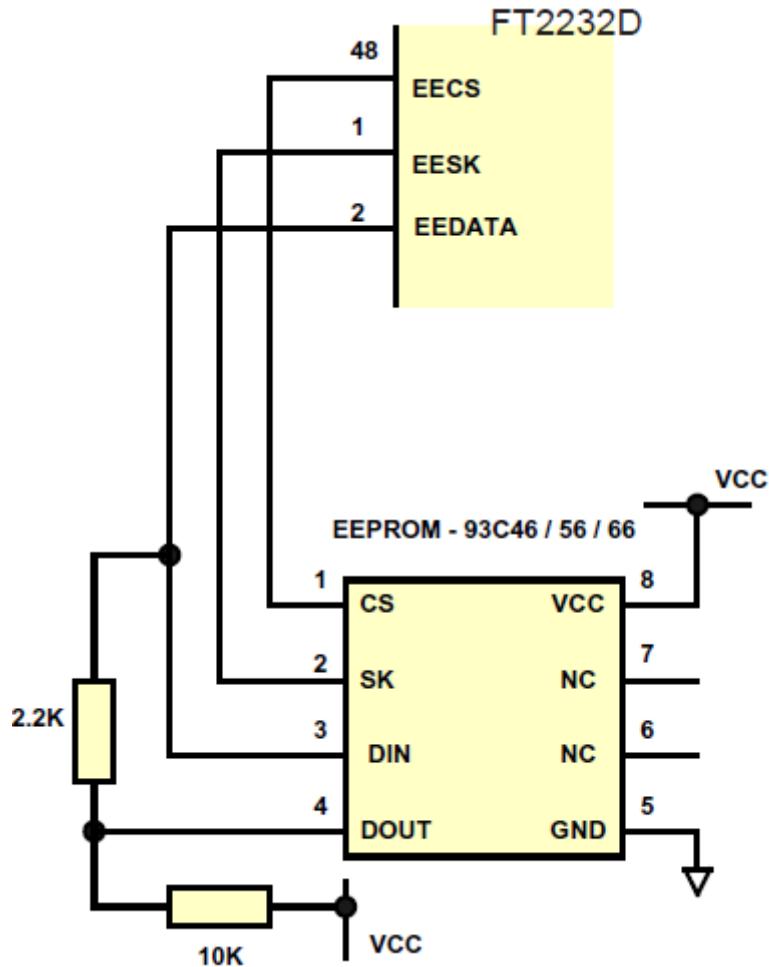 FT2232D
48
EECS
1
EESK
2
EEDATA
VCC
EEPROM - 93C46 / 56 / 66
1
CS
VCC
8
2
SK
NC
7
2.2K
3
DIN
NC
6
4
DOUT
GND
5
10K
VCC